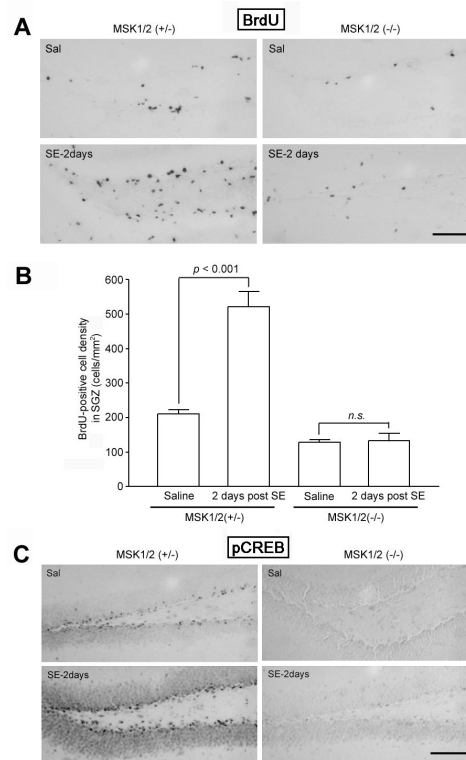 A
BrdU
MSK1/2 (+/-)
MSK1/2 (-/-)
Sal
Sal
SE-2days
SE-2 days
B
BrdU-positive cell density
in SGZ (cells/mm²)
600
500
400
300
200
100
0
p < 0.001
n.s.
Saline
2 days post SE
Saline
2 days post SE
MSK1/2(+/-)
MSK1/2(-/-)
C
pCREB
MSK1/2 (+/-)
MSK1/2 (-/-)
Sal
Sal
SE-2days
SE-2days